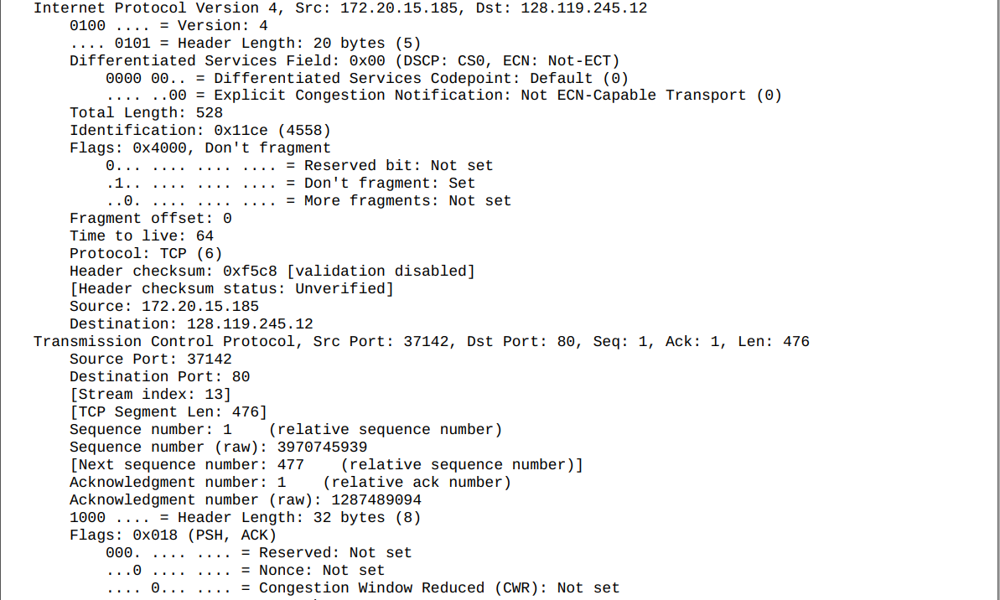 Internet Protocol Version 4, Src: 172.20.15.185, Dst: 128.119.245.12
0100 .... = Version: 4
.... 0101 = Header Length: 20 bytes (5)
Differentiated Services Field: 0x00 (DSCP: CS0, ECN: Not-ECT)
0000 00.. = Differentiated Services Codepoint: Default (0)
.... ..00 = Explicit Congestion Notification: Not ECN-Capable Transport (0)
Total Length: 528
Identification: 0x11ce (4558)
Flags: 0x4000, Don't fragment
0... .... .... .... = Reserved bit: Not set
.1.. .... .... .... = Don't fragment: Set
..0. .... .... .... = More fragments: Not set
Fragment offset: 0
Time to live: 64
Protocol: TCP (6)
Header checksum: 0xf5c8 [validation disabled]
[Header checksum status: Unverified]
Source: 172.20.15.185
Destination: 128.119.245.12
Transmission Control Protocol, Src Port: 37142, Dst Port: 80, Seq: 1, Ack: 1, Len: 476
Source Port: 37142
Destination Port: 80
[Stream index: 13]
[TCP Segment Len: 476]
Sequence number: 1    (relative sequence number)
Sequence number (raw): 3970745939
[Next sequence number: 477    (relative sequence number)]
Acknowledgment number: 1    (relative ack number)
Acknowledgment number (raw): 1287489094
1000 .... = Header Length: 32 bytes (8)
Flags: 0x018 (PSH, ACK)
000. .... .... = Reserved: Not set
...0 .... .... = Nonce: Not set
.... 0... .... = Congestion Window Reduced (CWR): Not set